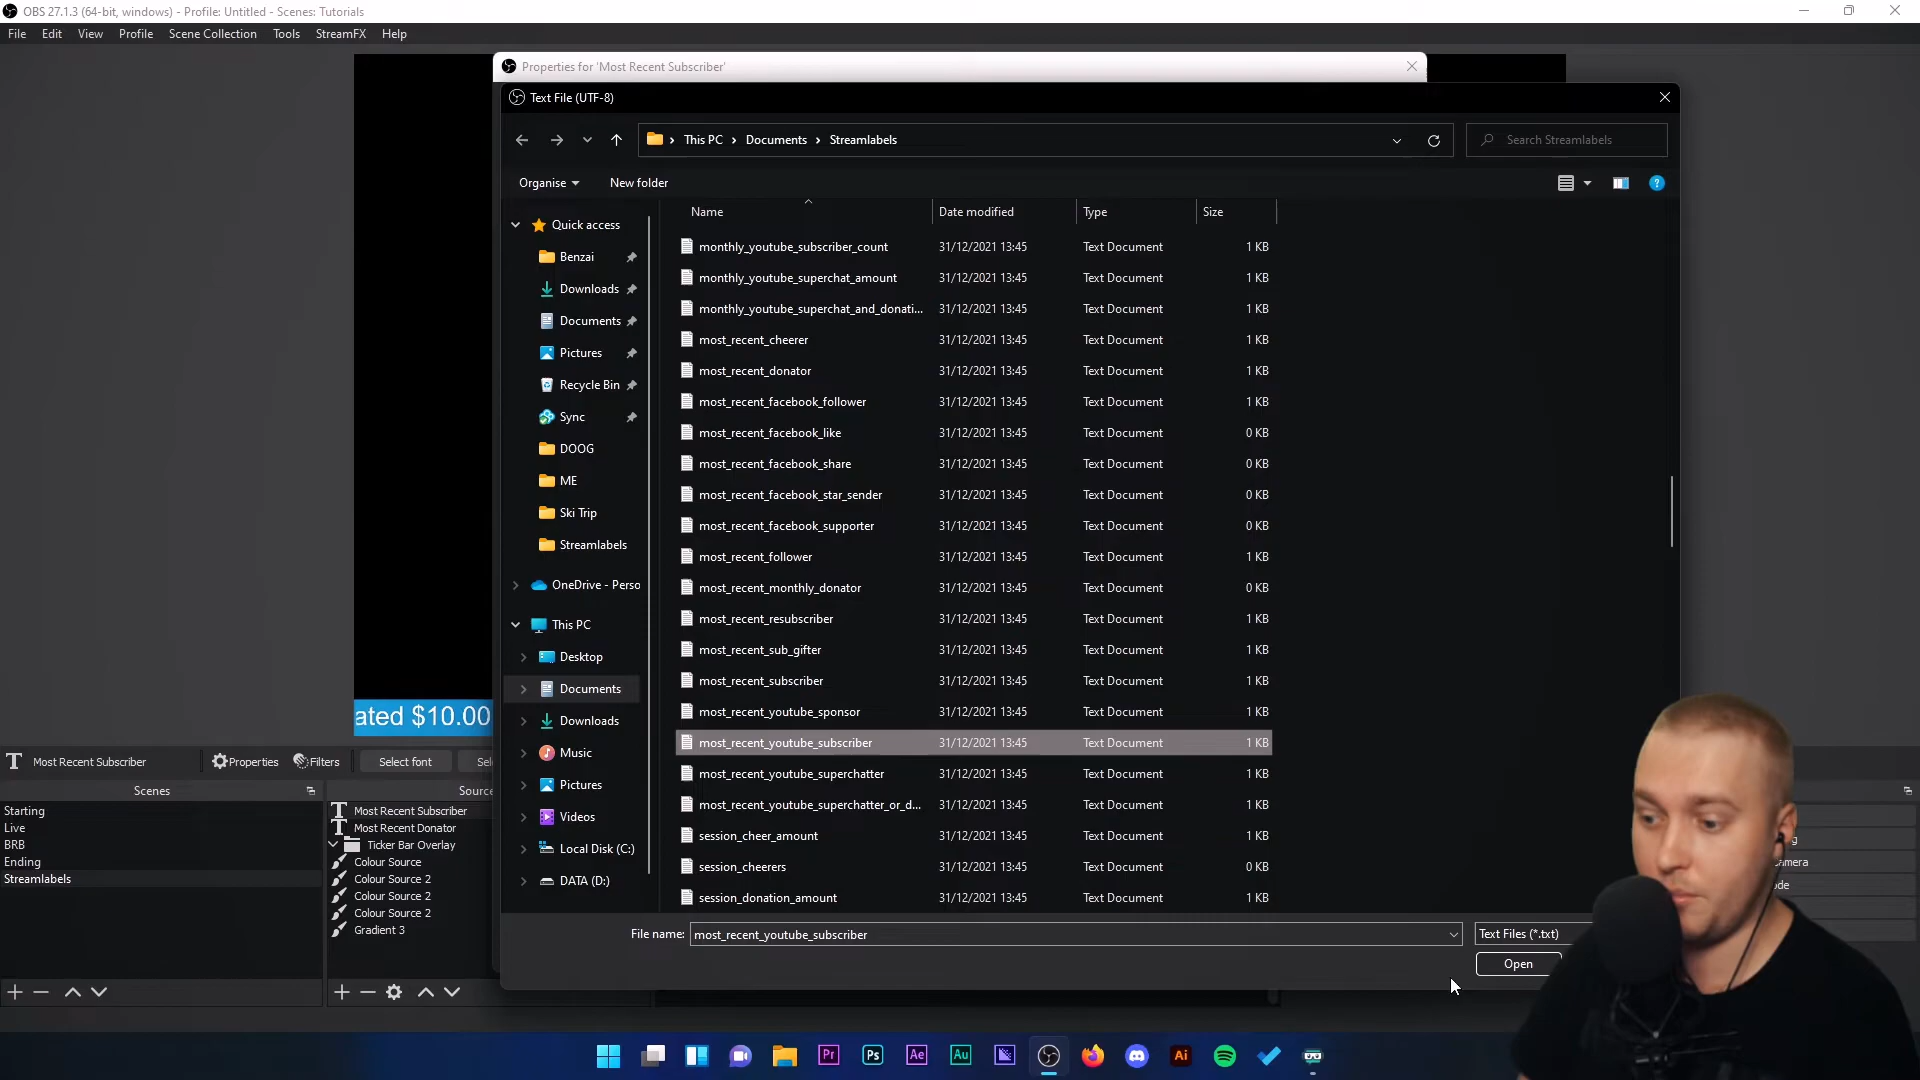 OBS 27.1.3 (64-bit, windows) - Profile: Untitled - Scenes: Tutorials
File Edit View Profile Scene Collection Tools StreamFX Help
Properties for 'Most Recent Subscriber'
Text File (UTF-8)
This PC > Documents > Streamlabels
Search Streamlabels
Organise
New folder
Name Date modified Type Size
Quick access
Benzai
Downloads
Documents
Pictures
Recycle Bin
Sync
DOOG
ME
Ski Trip
Streamlabels
OneDrive - Perso
This PC
Desktop
Documents
Downloads
Music
Pictures
Videos
Local Disk (C:)
DATA (D:)
monthly_youtube_subscriber_count 31/12/2021 13:45 Text Document 1 KB
monthly_youtube_superchat_amount 31/12/2021 13:45 Text Document 1 KB
monthly_youtube_superchat_and_donati... 31/12/2021 13:45 Text Document 1 KB
most_recent_cheerer 31/12/2021 13:45 Text Document 1 KB
most_recent_donator 31/12/2021 13:45 Text Document 1 KB
most_recent_facebook_follower 31/12/2021 13:45 Text Document 1 KB
most_recent_facebook_like 31/12/2021 13:45 Text Document 0 KB
most_recent_facebook_share 31/12/2021 13:45 Text Document 0 KB
most_recent_facebook_star_sender 31/12/2021 13:45 Text Document 0 KB
most_recent_facebook_supporter 31/12/2021 13:45 Text Document 0 KB
most_recent_follower 31/12/2021 13:45 Text Document 1 KB
most_recent_monthly_donator 31/12/2021 13:45 Text Document 0 KB
most_recent_resubscriber 31/12/2021 13:45 Text Document 1 KB
most_recent_sub_gifter 31/12/2021 13:45 Text Document 1 KB
most_recent_subscriber 31/12/2021 13:45 Text Document 1 KB
most_recent_youtube_sponsor 31/12/2021 13:45 Text Document 1 KB
most_recent_youtube_subscriber 31/12/2021 13:45 Text Document 1 KB
most_recent_youtube_superchatter 31/12/2021 13:45 Text Document 1 KB
most_recent_youtube_superchatter_or_d... 31/12/2021 13:45 Text Document 1 KB
session_cheer_amount 31/12/2021 13:45 Text Document 1 KB
session_cheerers 31/12/2021 13:45 Text Document 0 KB
session_donation_amount 31/12/2021 13:45 Text Document 1 KB
File name: most_recent_youtube_subscriber
Text Files (*.txt)
Open
ated $10.00
Most Recent Subscriber
Properties
Filters
Select font
Sel
Scenes
Starting
Live
BRB
Ending
Streamlabels
Source
Most Recent Subscriber
Most Recent Donator
Ticker Bar Overlay
Colour Source
Colour Source 2
Colour Source 2
Colour Source 2
Gradient 3
g
amera
ode
Pr
Ps
Ae
Au
Ai